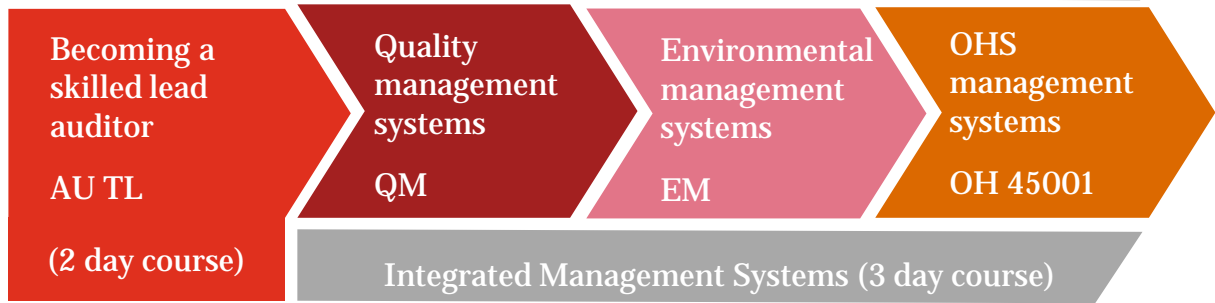 Becoming a
skilled lead
auditor
AU TL
(2 day course)
Quality
management
systems
QM
Environmental
management
systems
EM
OHS
management
systems
OH 45001
Integrated Management Systems (3 day course)